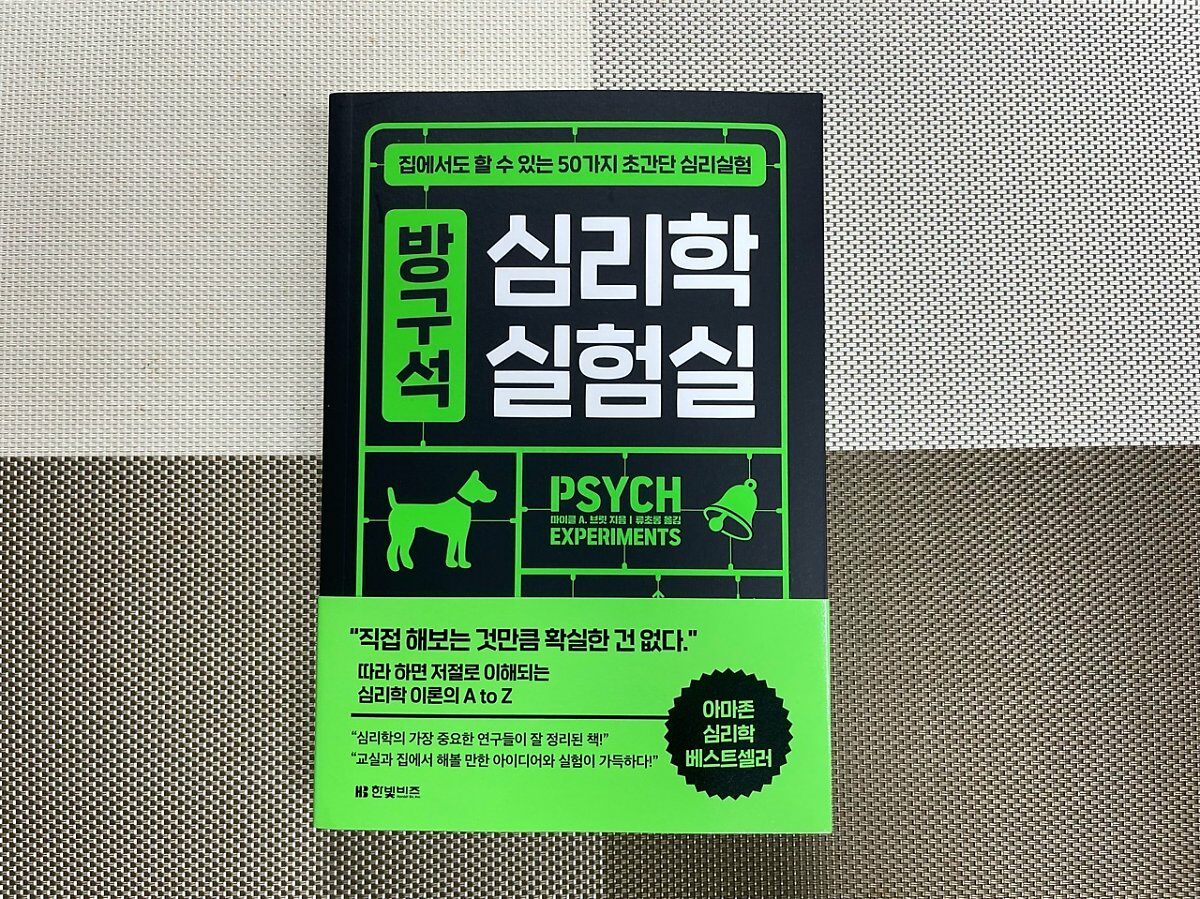 집에서도 할 수 있는 50가지 초간단 심리실험
방구석
심리학
실험실
PSYCH
마이클 A. 브릿 지음 | 류초롱 옮김
EXPERIMENTS
"직접 해보는 것만큼 확실한 건 없다."
따라 하면 저절로 이해되는
심리학 이론의 A to Z
"심리학의 가장 중요한 연구들이 잘 정리된 책!"
"교실과 집에서 해볼 만한 아이디어와 실험이 가득하다!"
아마존
심리학
베스트셀러
HB 한빛비즈